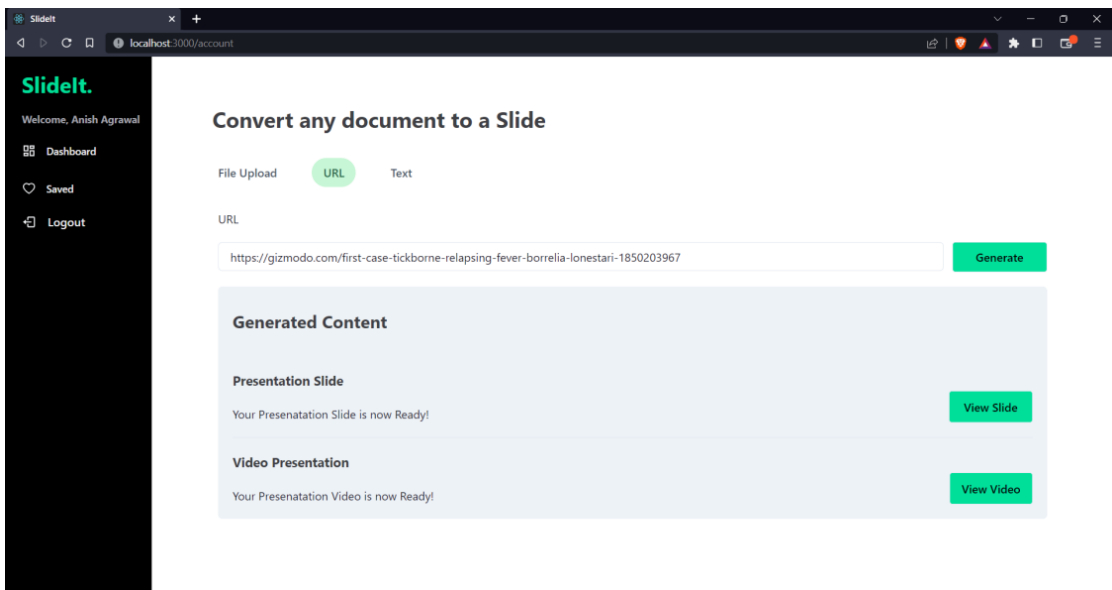 SlideIt
localhost:3000/account
SlideIt.
Welcome, Anish Agrawal
Dashboard
Saved
Logout
Convert any document to a Slide
File Upload URL Text
URL
https://gizmodo.com/first-case-tickborne-relapsing-fever-borrelia-lonestari-1850203967 Generate
Generated Content
Presentation Slide
Your Presenatation Slide is now Ready! View Slide
Video Presentation
Your Presenatation Video is now Ready! View Video